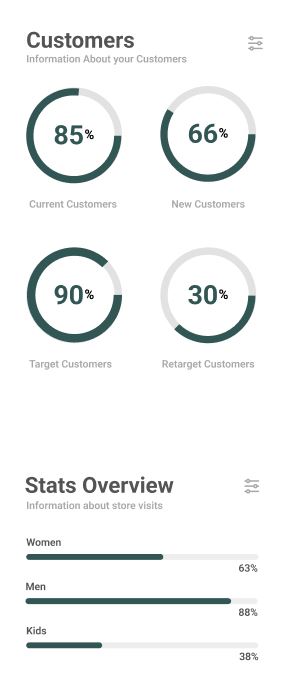 Customers
Information About your Customers
85%
66%
Current Customers
New Customers
90%
30%
Target Customers
Retarget Customers
Stats Overview
Information about store visits
Women
63%
Men
88%
Kids
38%